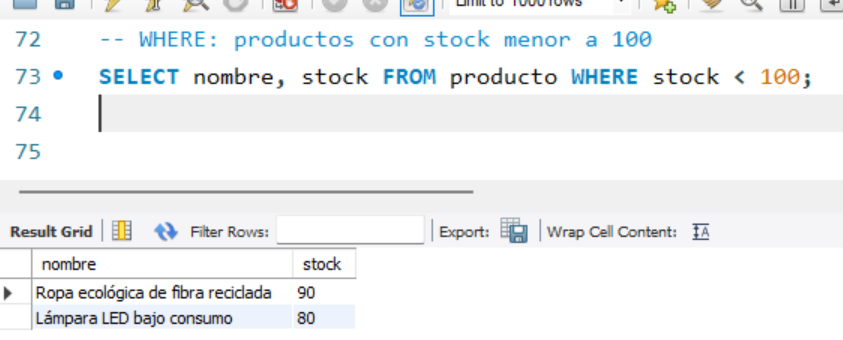 Limit to 1000 rows
72 -- WHERE: productos con stock menor a 100
73 SELECT nombre, stock FROM producto WHERE stock < 100;
74
75
Result Grid Filter Rows: Export: Wrap Cell Content: IA
nombre stock
Ropa ecológica de fibra reciclada 90
Lámpara LED bajo consumo 80